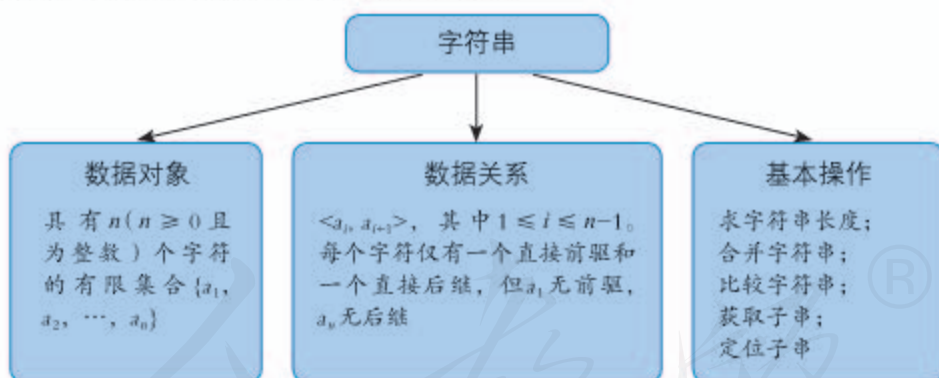 字符串
数据对象
具有n(n≥0且
为整数）个字符
的有限集合{a₁,
a₂, …, aₙ}
数据关系
<aᵢ, aᵢ₊₁>，其中1≤i≤n-1。
每个字符仅有一个直接前驱和
一个直接后继，但a₁无前驱，
aₙ无后继
基本操作
求字符串长度；
合并字符串；
比较字符串；
获取子串；
定位子串
®